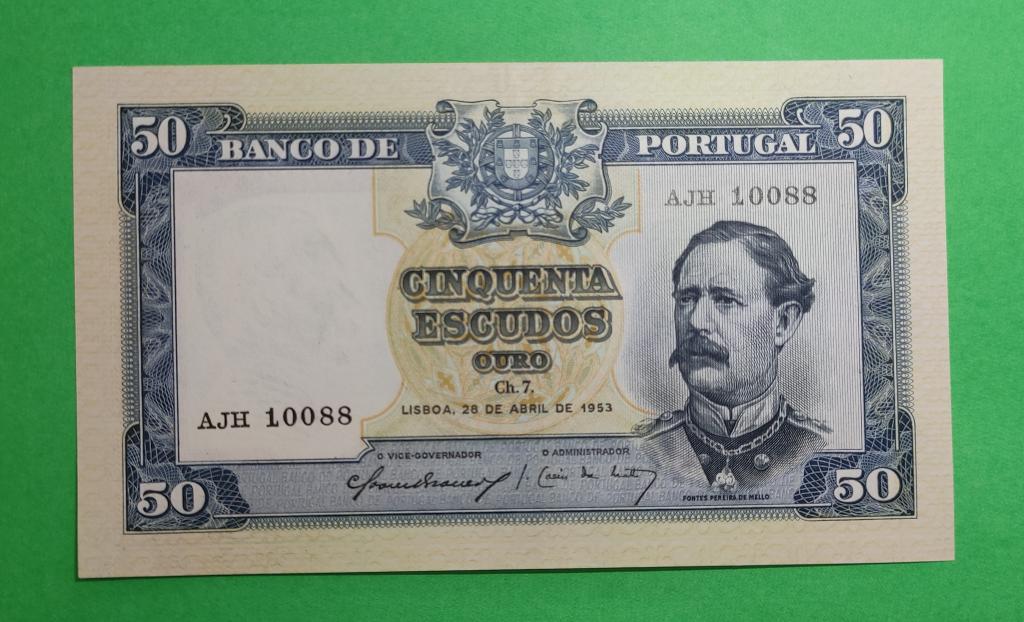 50 50
BANCO DE PORTUGAL
AJH 10088
CINQUENTA
ESCUDOS
OURO
Ch. 7.
LISBOA, 28 DE ABRIL DE 1953
AJH 10088
O VICE-GOVERNADOR O ADMINISTRADOR
FONTES PEREIRA DE MELLO
50 50